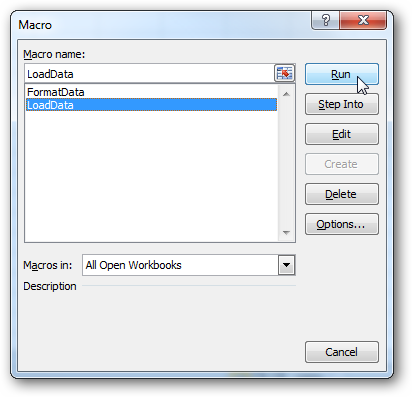 Macro
Macro name:
LoadData
Run
FormatData
LoadData
Step Into
Edit
Create
Delete
Options...
Macros in:
All Open Workbooks
Description
Cancel